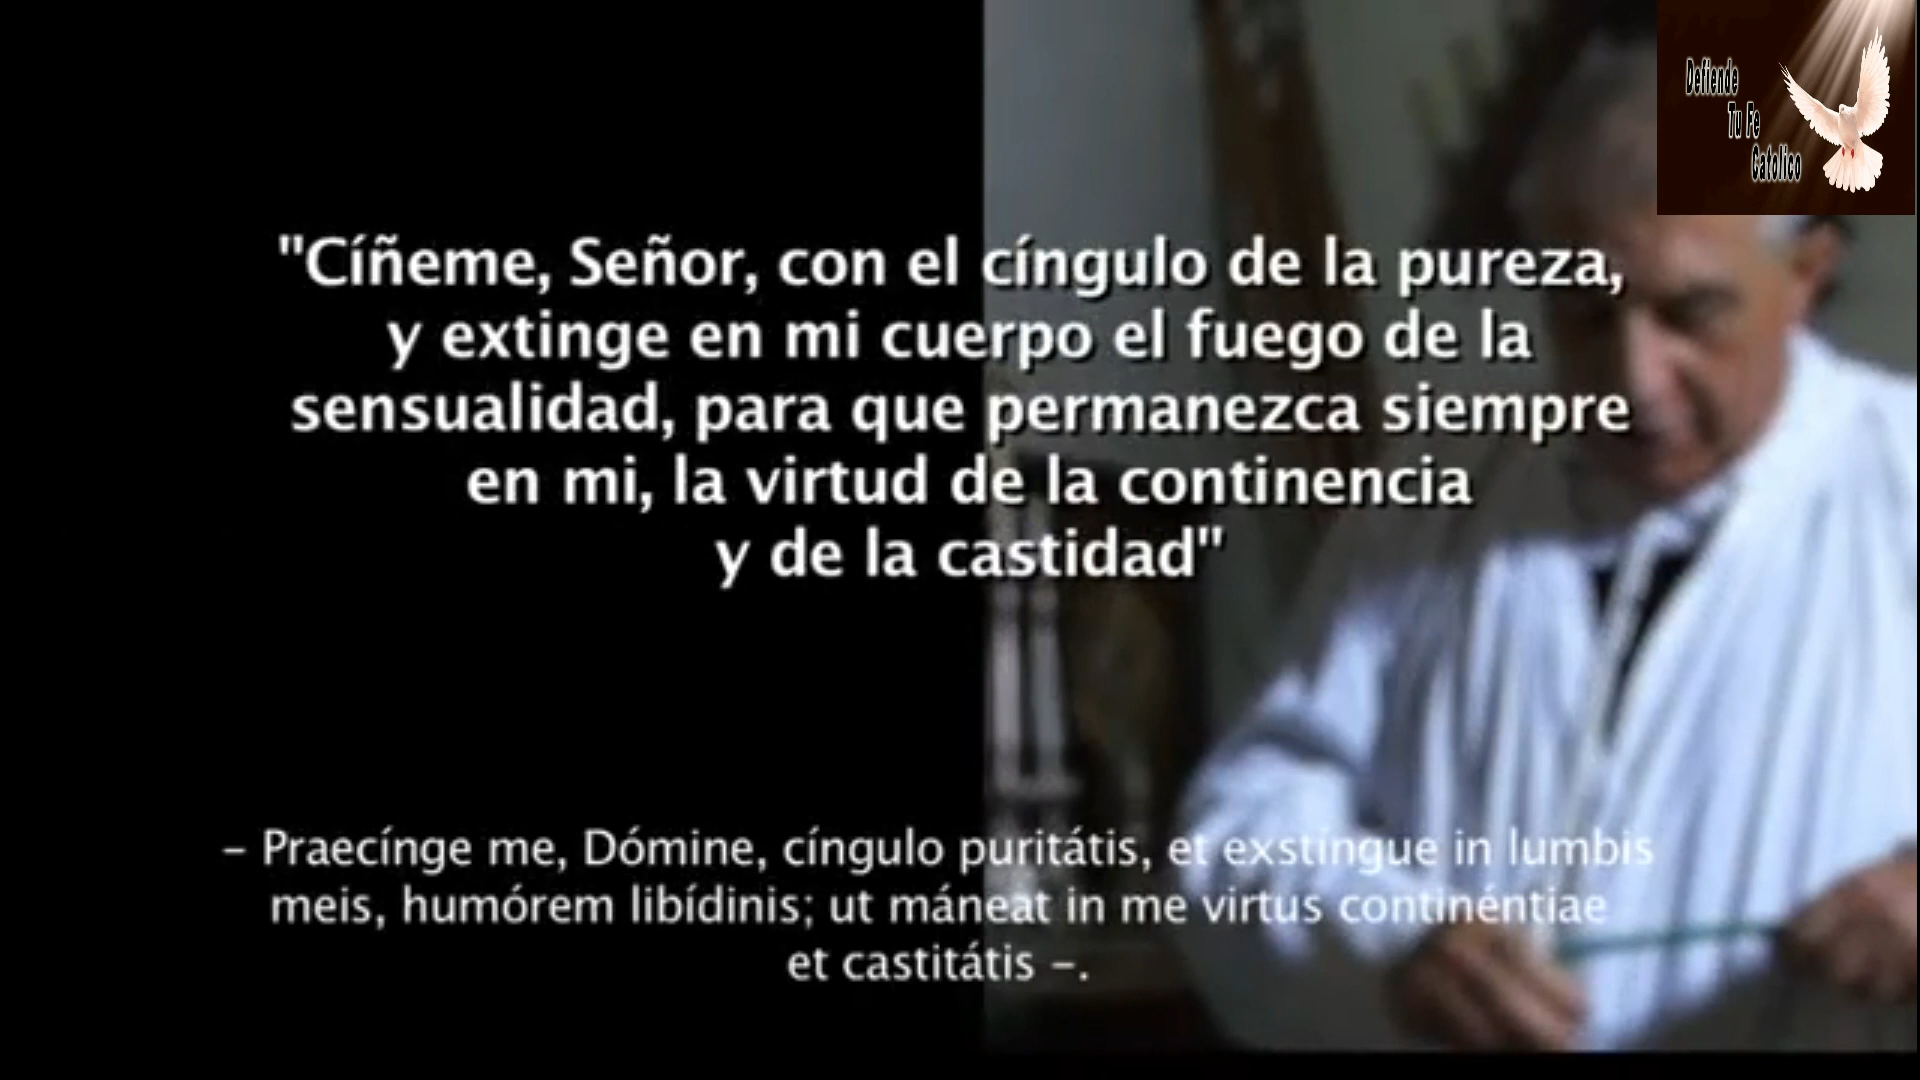 Defiende
Tu Fe
Catolico
"Cíñeme, Señor, con el cíngulo de la pureza,
y extinge en mi cuerpo el fuego de la
sensualidad, para que permanezca siempre
en mi, la virtud de la continencia
y de la castidad"
– Praecínge me, Dómine, cíngulo puritátis, et exstíngue in lumbis
meis, humórem libídinis; ut máneat in me virtus continéntiae
et castitátis –.